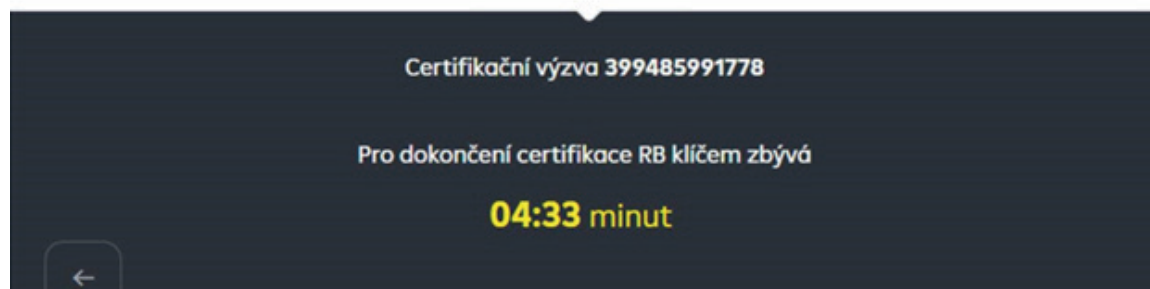 Certifikační výzva 399485991778
Pro dokončení certifikace RB klíčem zbývá
04:33 minut